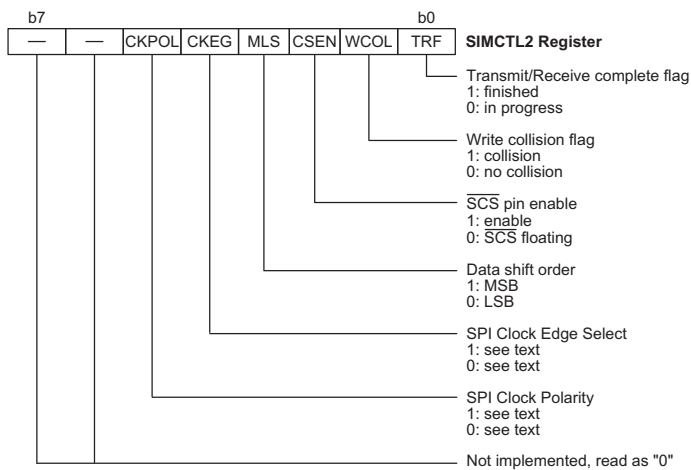 b7 b0
— — CKPOL CKEG MLS CSEN WCOL TRF SIMCTL2 Register
Transmit/Receive complete flag
1: finished
0: in progress
Write collision flag
1: collision
0: no collision
SCS pin enable
1: enable
0: SCS floating
Data shift order
1: MSB
0: LSB
SPI Clock Edge Select
1: see text
0: see text
SPI Clock Polarity
1: see text
0: see text
Not implemented, read as "0"